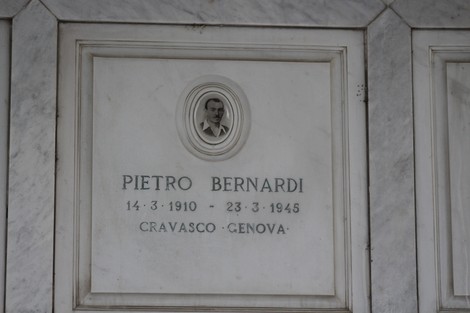 PIETRO BERNARDI
14·3·1910 - 23·3·1945
CRAVASCO·GENOVA·